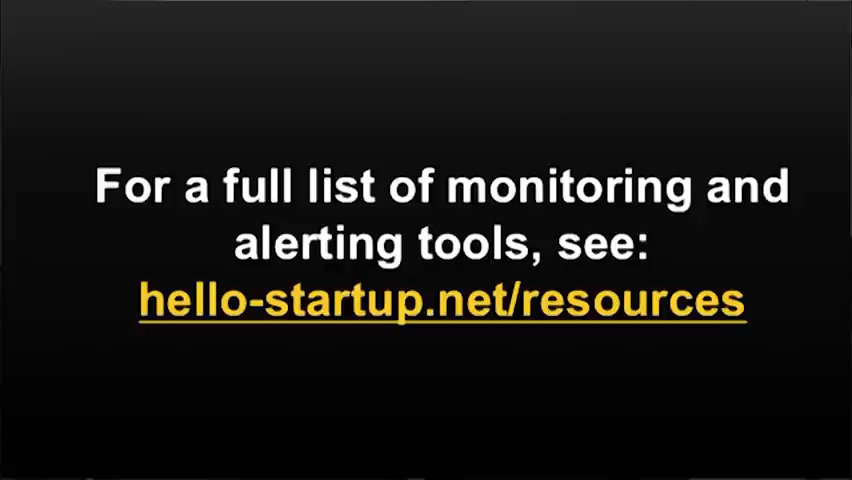 For a full list of monitoring and
alerting tools, see:
hello-startup.net/resources